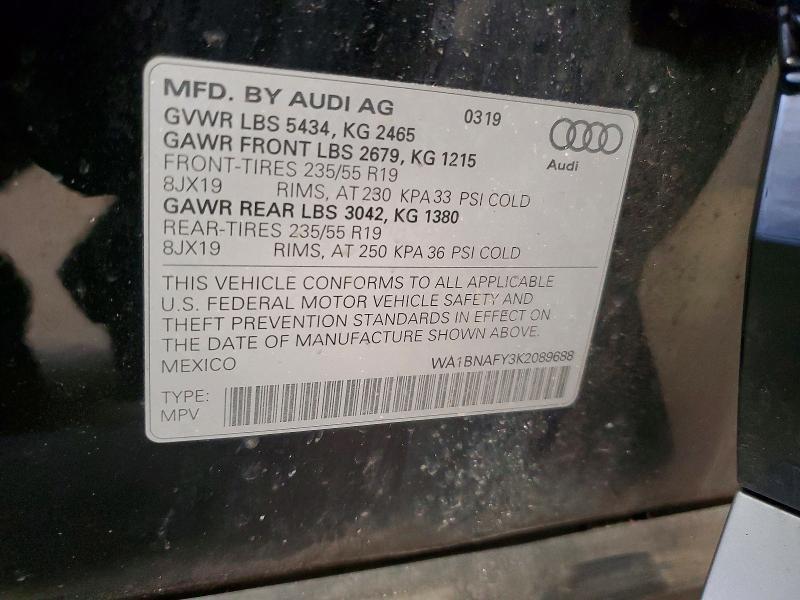 MFD. BY AUDI AG 0319
GVWR LBS 5434, KG 2465
GAWR FRONT LBS 2679, KG 1215
Audi
FRONT-TIRES 235/55 R19
8JX19 RIMS, AT 230 KPA 33 PSI COLD
GAWR REAR LBS 3042, KG 1380
REAR-TIRES 235/55 R19
8JX19 RIMS, AT 250 KPA 36 PSI COLD
THIS VEHICLE CONFORMS TO ALL APPLICABLE
U.S. FEDERAL MOTOR VEHICLE SAFETY AND
THEFT PREVENTION STANDARDS IN EFFECT ON
THE DATE OF MANUFACTURE SHOWN ABOVE.
MEXICO WA1BNAFY3K2089688
TYPE:
MPV